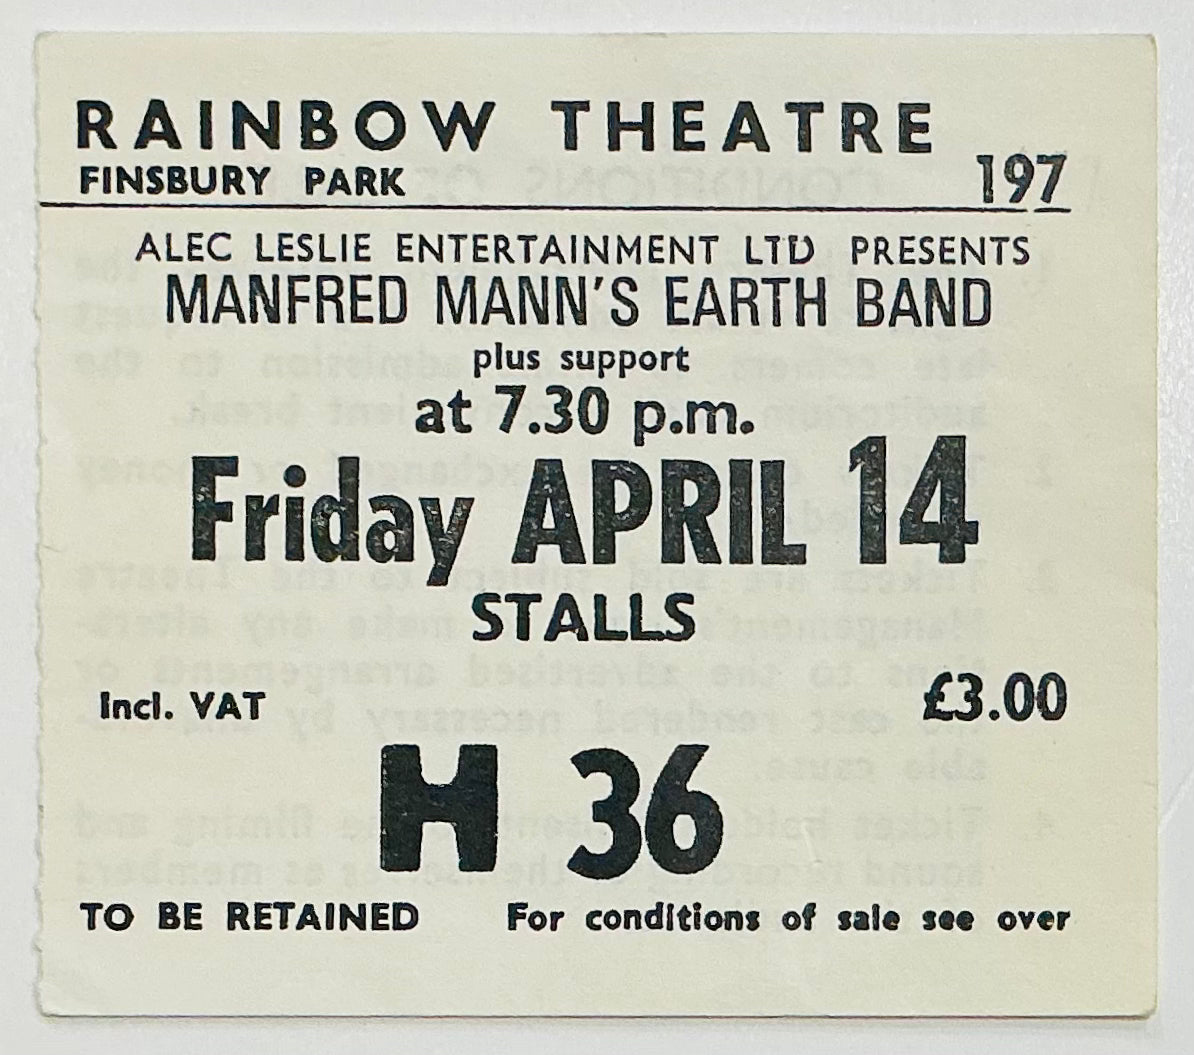 RAINBOW THEATRE
FINSBURY PARK 197
ALEC LESLIE ENTERTAINMENT LTD PRESENTS
MANFRED MANN'S EARTH BAND
plus support
at 7.30 p.m.
Friday APRIL 14
STALLS
Incl. VAT £3.00
H 36
TO BE RETAINED For conditions of sale see over